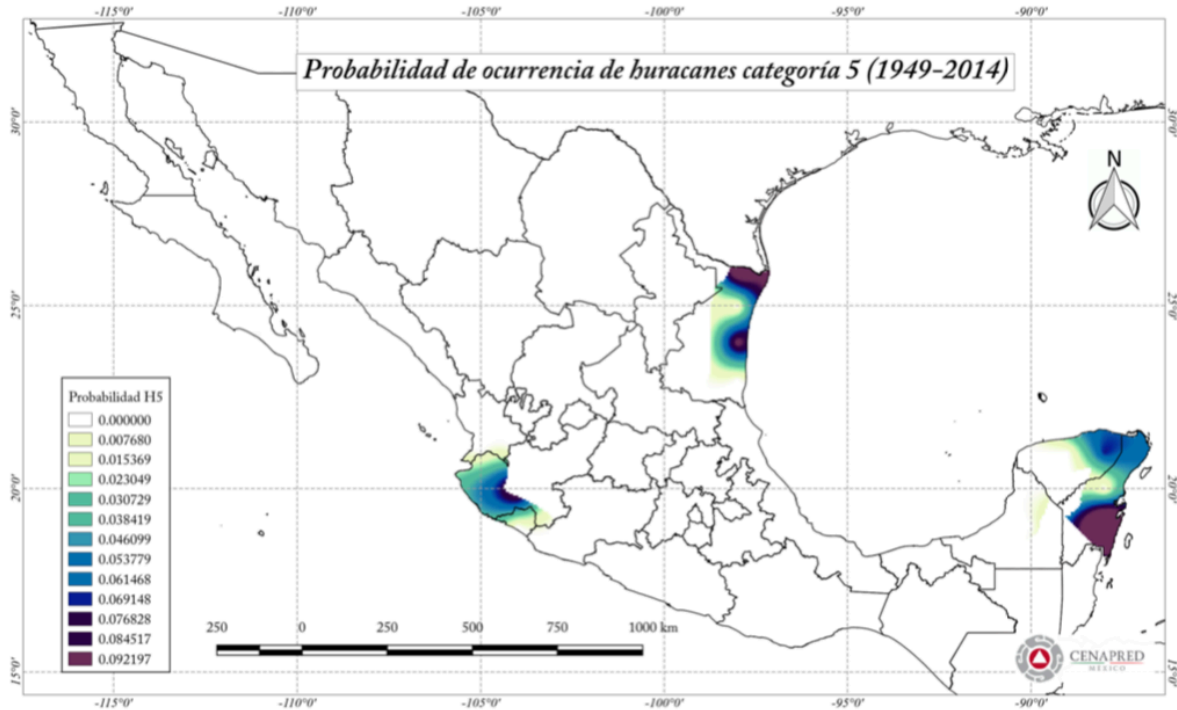 -115°0' -110°0' -105°0' -100°0' -95°0' -90°0'
Probabilidad de ocurrencia de huracanes categoría 5 (1949-2014)
30°0' 30°0'
N
25°0' 25°0'
Probabilidad H5
0.000000
0.007680
0.015369
0.023049
0.030729
0.038419
0.046099
0.053779
0.061468
0.069148
0.076828
0.084517
0.092197
20°0' 20°0'
250 0 250 500 750 1000 km
CENAPRED
MÉXICO
15°0' 15°0'
-115°0' -110°0' -105°0' -100°0' -95°0' -90°0'